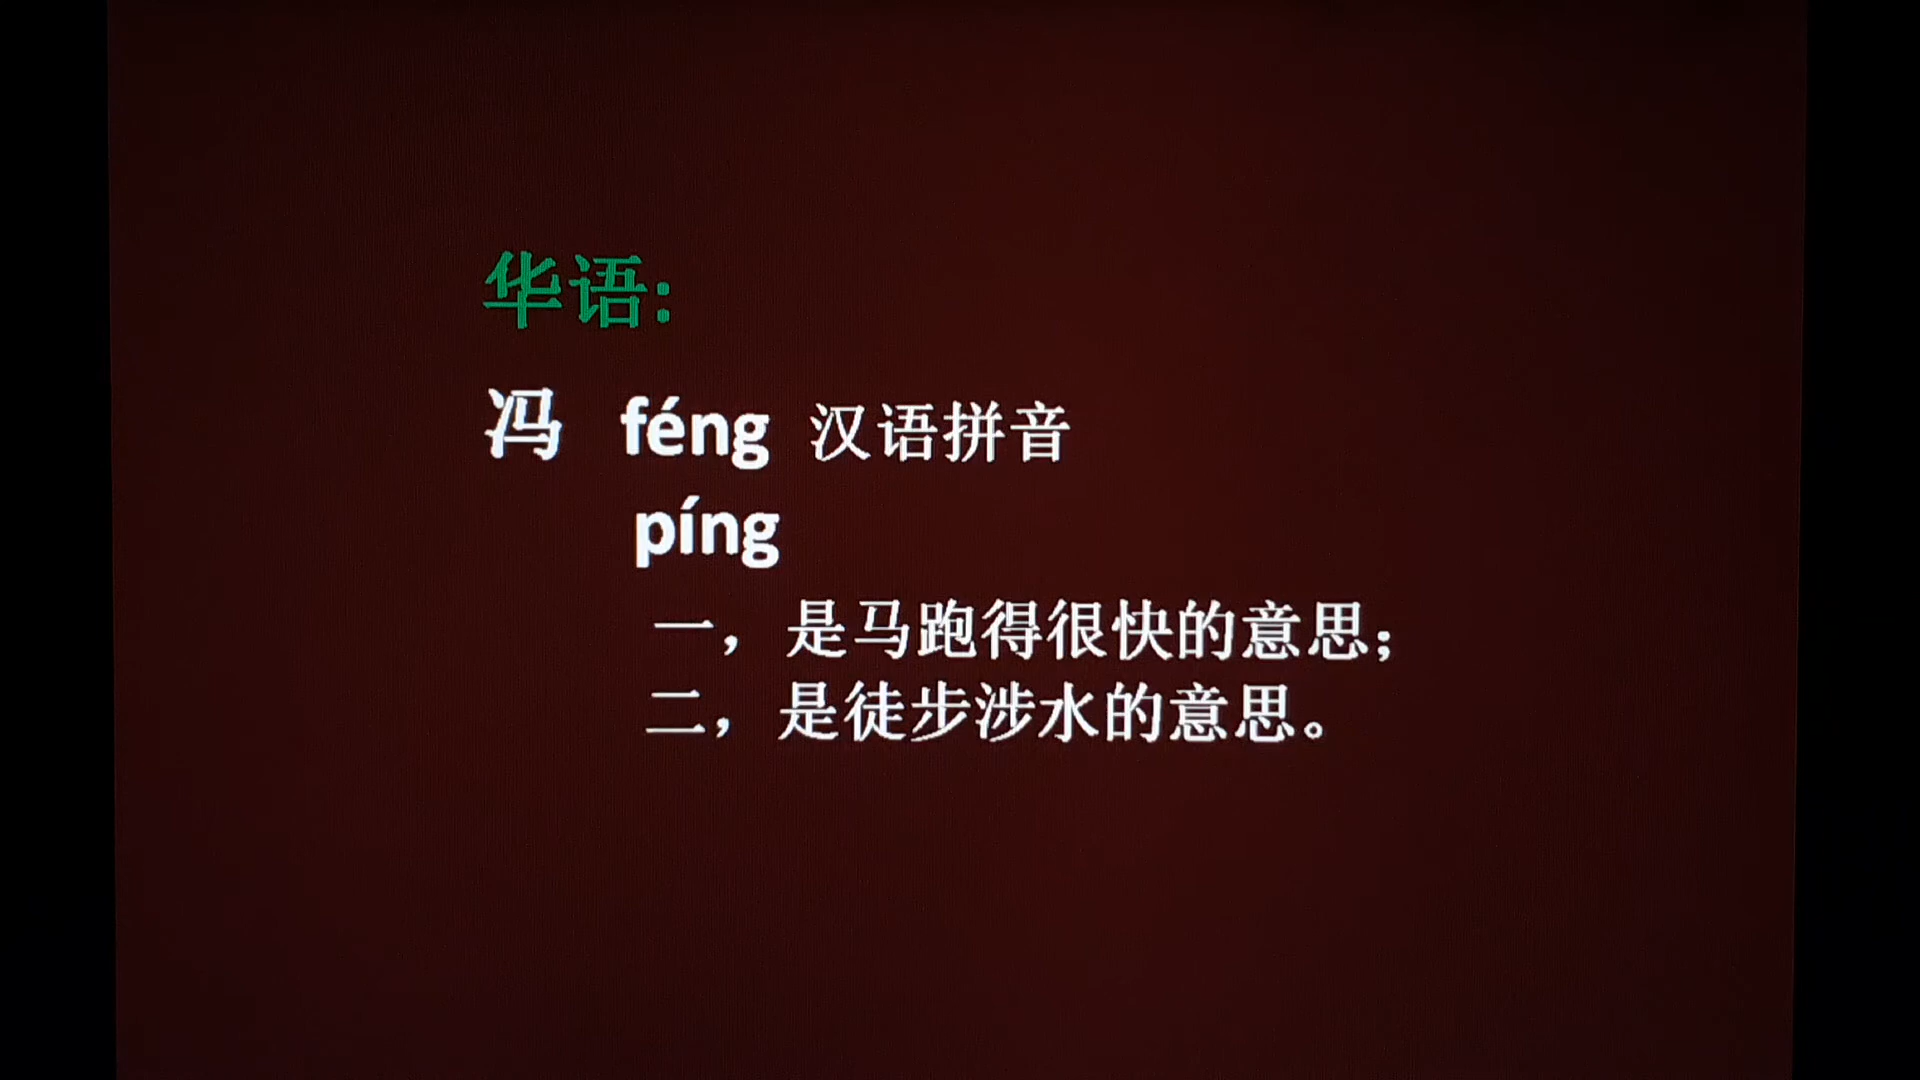 华语:
冯 féng 汉语拼音
píng
一，是马跑得很快的意思;
二，是徒步涉水的意思。